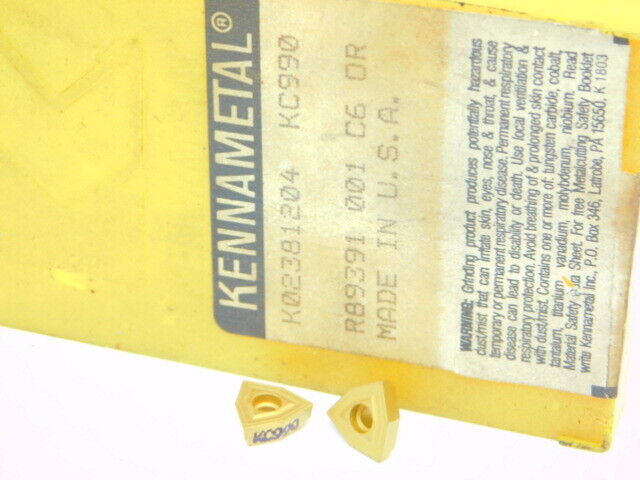 KENNAMETAL®
K02381204 KC990
R89391 001 C6 OR
MADE IN U.S.A.
WARNING: Grinding product produces potentially hazardous
dust/mist that can irritate skin, eyes, nose & throat, & cause
temporary or permanent respiratory disease. Permanent respiratory
disease can lead to disability or death. Use local ventilation &
respiratory protection. Avoid breathing of & prolonged skin contact
with dust/mist. Contains one or more of: tungsten carbide, cobalt,
tantalum, titanium, vanadium, molybdenum, niobium. Read
Material Safety Data Sheet. For free Metalcutting Safety Booklet
write Kennametal Inc., P.O. Box 346, Latrobe, PA 15650. K 1803
KC990